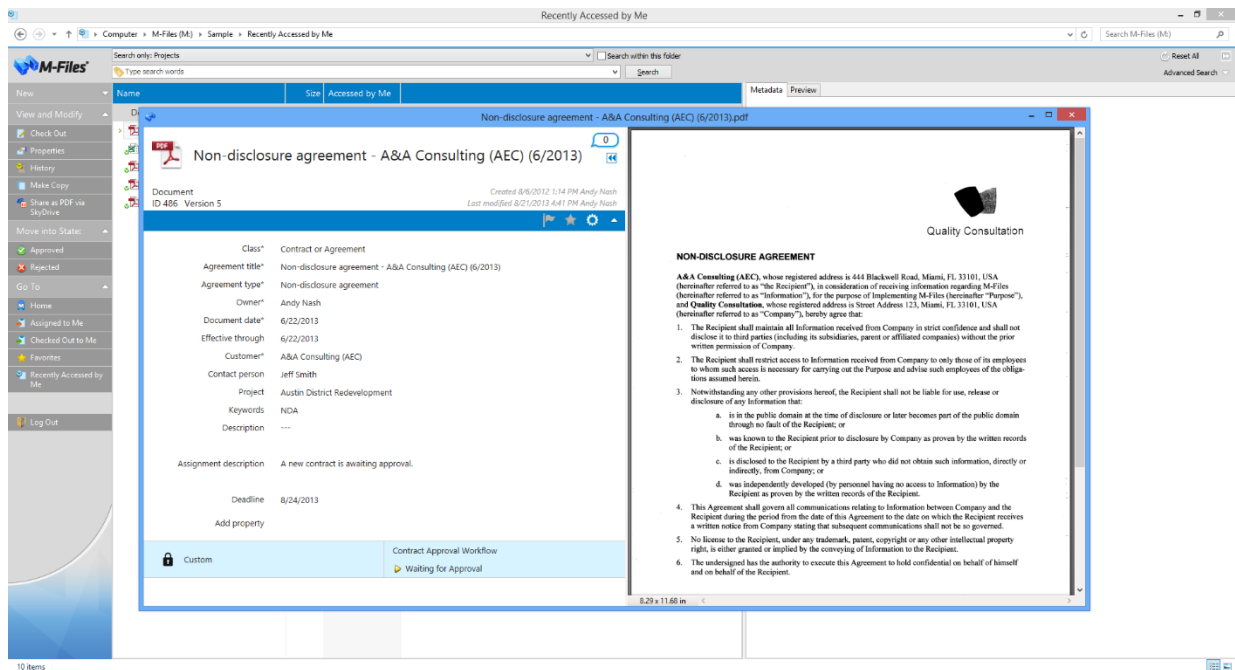 Recently Accessed by Me
Computer ▸ M-Files (M:) ▸ Sample ▸ Recently Accessed by Me
Search M-Files (M:)
M-Files®
Search only: Projects
Search within this folder
Reset All
Type search words
Search
Advanced Search
New
View and Modify
Check Out
Properties
History
Make Copy
Share as PDF via
SkyDrive
Move into State:
Approved
Rejected
Go To
Home
Assigned to Me
Checked Out to Me
Favorites
Recently Accessed by
Me
Log Out
Name
Size
Accessed by Me
Metadata
Preview
Non-disclosure agreement - A&A Consulting (AEC) (6/2013).pdf
PDF
Non-disclosure agreement - A&A Consulting (AEC) (6/2013)
0
Document
Created 8/6/2012 1:14 PM Andy Nash
ID 486 Version 5
Last modified 8/21/2013 4:41 PM Andy Nash
Class* Contract or Agreement
Agreement title* Non-disclosure agreement - A&A Consulting (AEC) (6/2013)
Agreement type* Non-disclosure agreement
Owner* Andy Nash
Document date* 6/22/2013
Effective through 6/22/2013
Customer* A&A Consulting (AEC)
Contact person Jeff Smith
Project Austin District Redevelopment
Keywords NDA
Description ---
Assignment description A new contract is awaiting approval.
Deadline 8/24/2013
Add property
Custom
Contract Approval Workflow
Waiting for Approval
Quality Consultation
NON-DISCLOSURE AGREEMENT
A&A Consulting (AEC), whose registered address is 444 Blackwell Road, Miami, FL 33101, USA
(hereinafter referred to as "the Recipient"), in consideration of receiving information regarding M-Files
(hereinafter referred to as "Information"), for the purpose of Implementing M-Files (hereinafter "Purpose"),
and Quality Consultation, whose registered address is Street Address 123, Miami, FL 33101, USA
(hereinafter referred to as "Company"), hereby agree that:
1. The Recipient shall maintain all Information received from Company in strict confidence and shall not
disclose it to third parties (including its subsidiaries, parent or affiliated companies) without the prior
written permission of Company.
2. The Recipient shall restrict access to Information received from Company to only those of its employees
to whom such access is necessary for carrying out the Purpose and advise such employees of the obliga-
tions assumed herein.
3. Notwithstanding any other provisions hereof, the Recipient shall not be liable for use, release or
disclosure of any Information that:
a. is in the public domain at the time of disclosure or later becomes part of the public domain
through no fault of the Recipient; or
b. was known to the Recipient prior to disclosure by Company as proven by the written records
of the Recipient; or
c. is disclosed to the Recipient by a third party who did not obtain such information, directly or
indirectly, from Company; or
d. was independently developed (by personnel having no access to Information) by the
Recipient as proven by the written records of the Recipient.
4. This Agreement shall govern all communications relating to Information between Company and the
Recipient during the period from the date of this Agreement to the date on which the Recipient receives
a written notice from Company stating that subsequent communications shall not be so governed.
5. No license to the Recipient, under any trademark, patent, copyright or any other intellectual property
right, is either granted or implied by the conveying of Information to the Recipient.
6. The undersigned has the authority to execute this Agreement to hold confidential on behalf of himself
and on behalf of the Recipient.
8.29 x 11.68 in
10 items